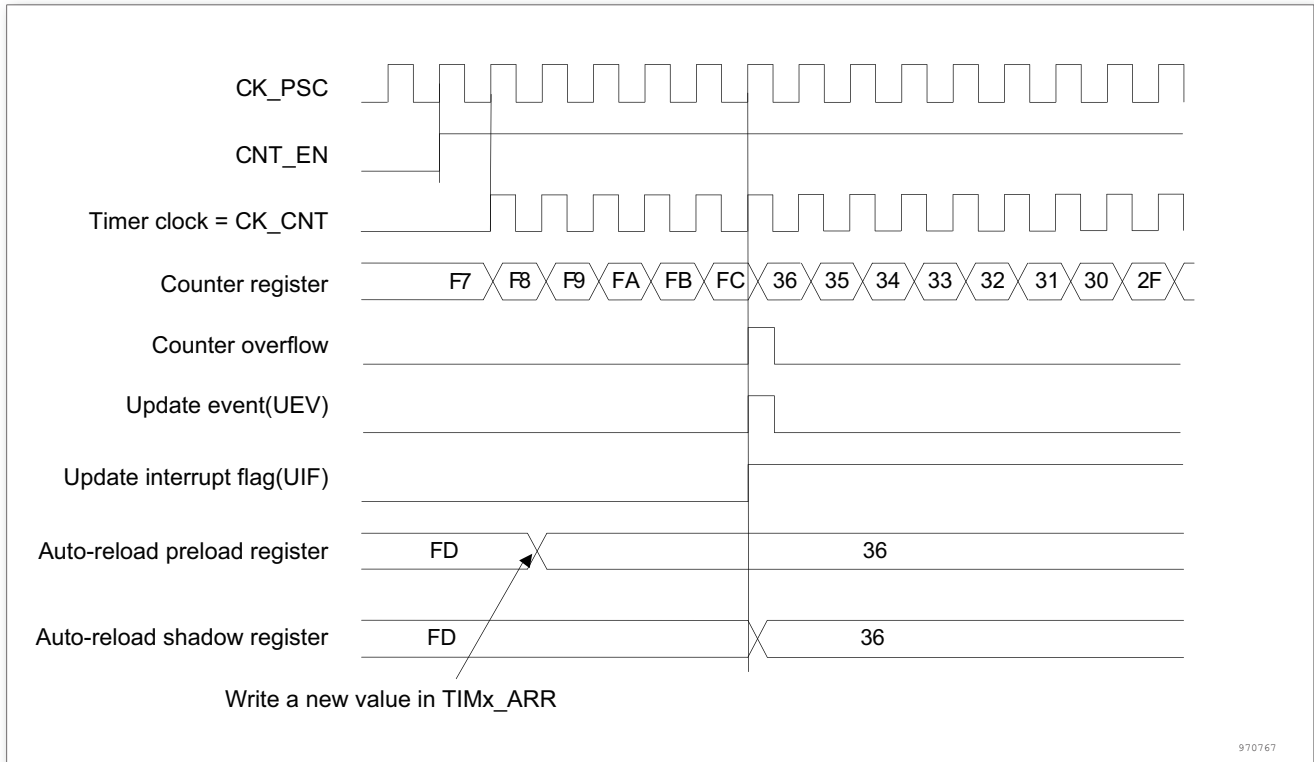 CK_PSC
CNT_EN
Timer clock = CK_CNT
Counter register F7 F8 F9 FA FB FC 36 35 34 33 32 31 30 2F
Counter overflow
Update event(UEV)
Update interrupt flag(UIF)
Auto-reload preload register FD 36
Auto-reload shadow register FD 36
Write a new value in TIMx_ARR
970767